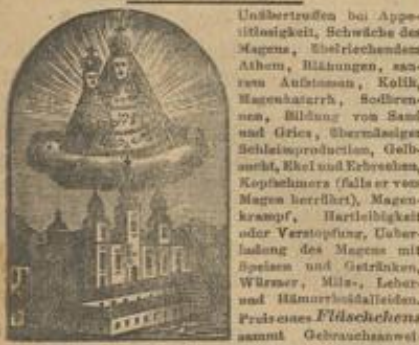 Unübertroffen bei Appe-
titlosigkeit, Schwäche des
Magens, übelriechendem
Athem, Blähungen, sau-
rem Aufstossen, Kolik,
Magenkatarrh, Sodbren-
nen, Bildung von Sand
und Gries, übermässiger
Schleimproduction, Gelb-
sucht, Ekel und Erbrechen,
Kopfschmerz (falls er vom
Magen herrührt), Magen-
krampf, Hartleibigkeit
oder Verstopfung, Ueber-
ladung des Magens mit
Speisen und Getränken,
Würmer, Milz-, Leber-
und Hämorrhoidalleiden.
Preis eines Fläschchens
sammt Gebrauchsanwei-